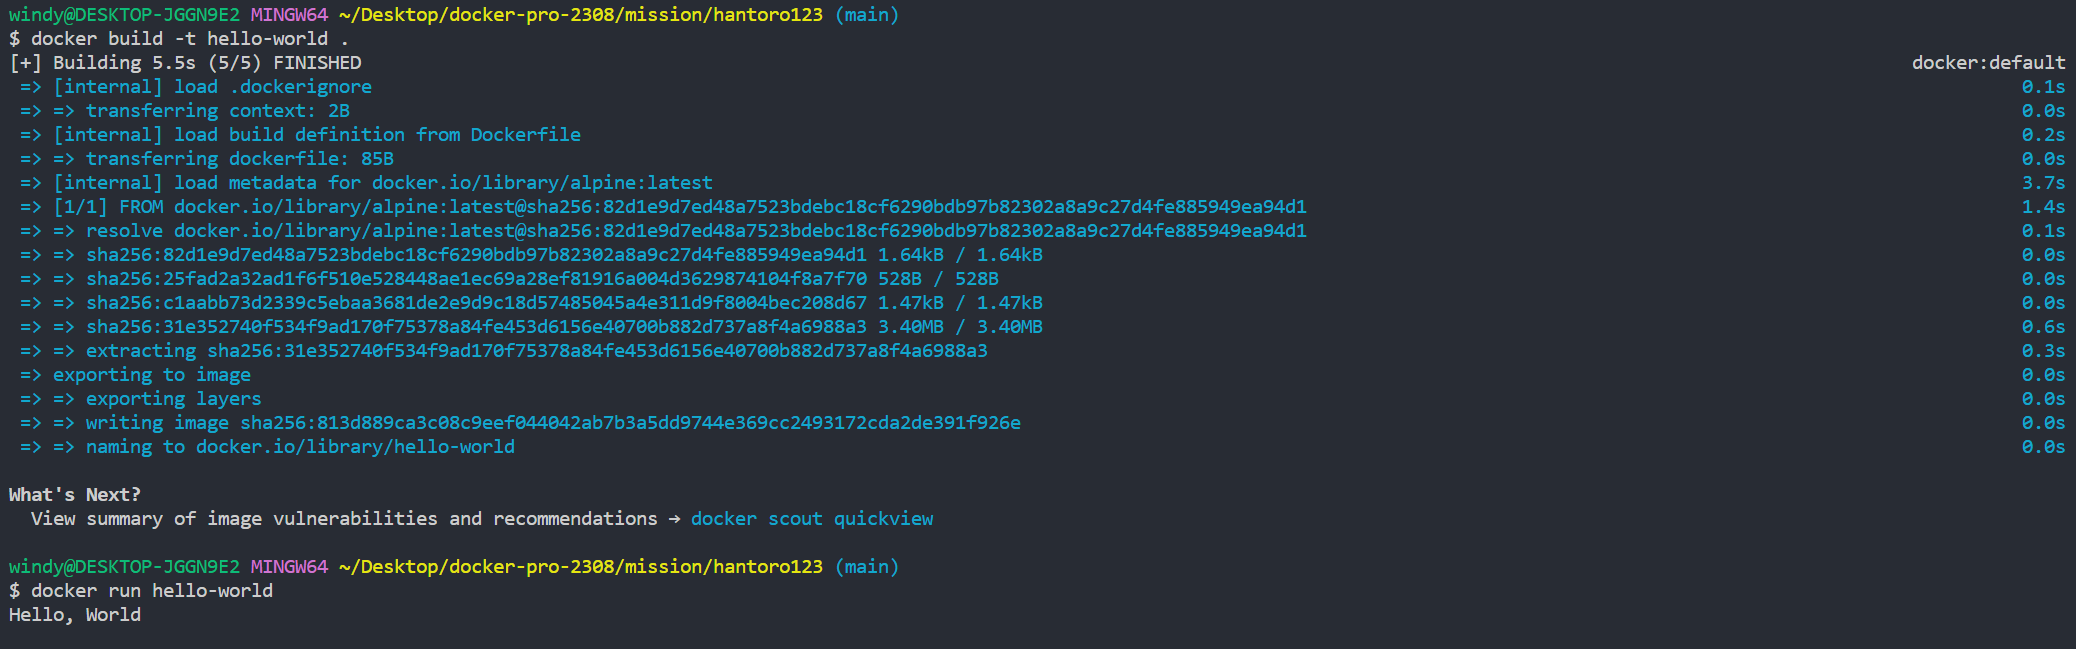 windy@DESKTOP-JGGN9E2 MINGW64 ~/Desktop/docker-pro-2308/mission/hantoro123 (main)
$ docker build -t hello-world .
[+] Building 5.5s (5/5) FINISHED docker:default
=> [internal] load .dockerignore 0.1s
=> => transferring context: 2B 0.0s
=> [internal] load build definition from Dockerfile 0.2s
=> => transferring dockerfile: 85B 0.0s
=> [internal] load metadata for docker.io/library/alpine:latest 3.7s
=> [1/1] FROM docker.io/library/alpine:latest@sha256:82d1e9d7ed48a7523bdebc18cf6290bdb97b82302a8a9c27d4fe885949ea94d1 1.4s
=> => resolve docker.io/library/alpine:latest@sha256:82d1e9d7ed48a7523bdebc18cf6290bdb97b82302a8a9c27d4fe885949ea94d1 0.1s
=> => sha256:82d1e9d7ed48a7523bdebc18cf6290bdb97b82302a8a9c27d4fe885949ea94d1 1.64kB / 1.64kB 0.0s
=> => sha256:25fad2a32ad1f6f510e528448ae1ec69a28ef81916a004d3629874104f8a7f70 528B / 528B 0.0s
=> => sha256:c1aabb73d2339c5ebaa3681de2e9d9c18d57485045a4e311d9f8004bec208d67 1.47kB / 1.47kB 0.0s
=> => sha256:31e352740f534f9ad170f75378a84fe453d6156e40700b882d737a8f4a6988a3 3.40MB / 3.40MB 0.6s
=> => extracting sha256:31e352740f534f9ad170f75378a84fe453d6156e40700b882d737a8f4a6988a3 0.3s
=> exporting to image 0.0s
=> => exporting layers 0.0s
=> => writing image sha256:813d889ca3c08c9eef044042ab7b3a5dd9744e369cc2493172cda2de391f926e 0.0s
=> => naming to docker.io/library/hello-world 0.0s
What's Next?
View summary of image vulnerabilities and recommendations → docker scout quickview
windy@DESKTOP-JGGN9E2 MINGW64 ~/Desktop/docker-pro-2308/mission/hantoro123 (main)
$ docker run hello-world
Hello, World